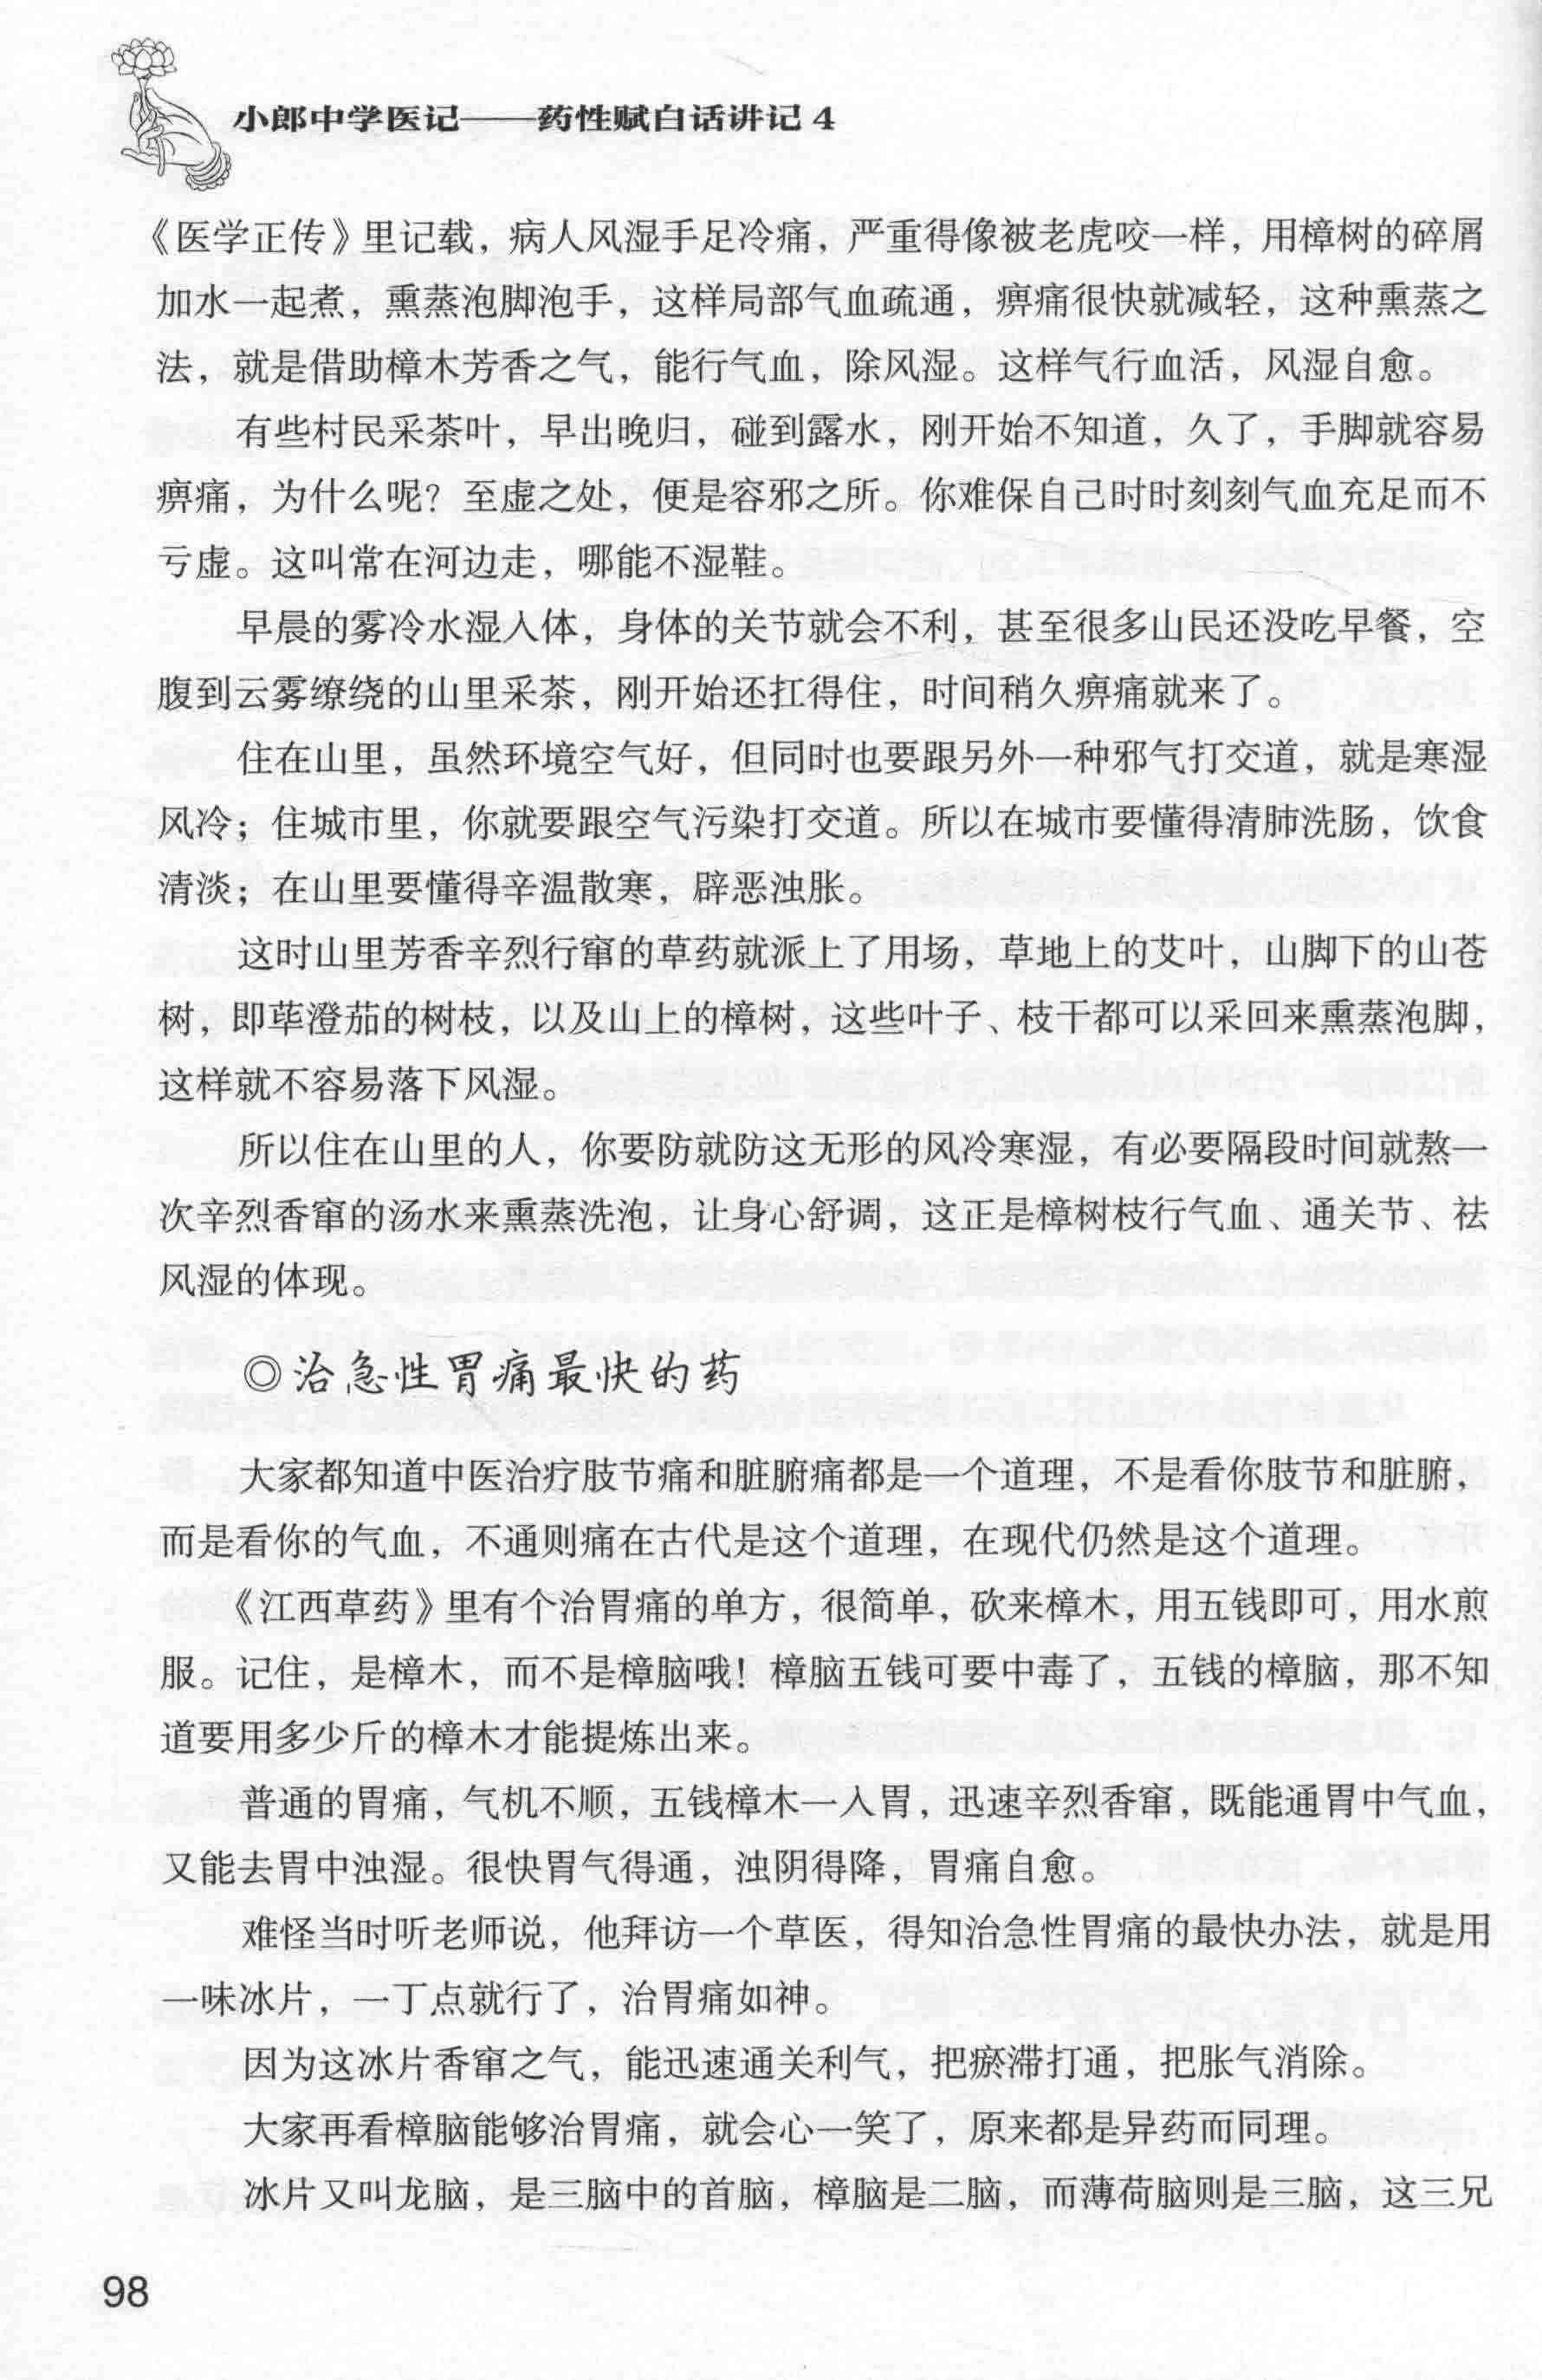 小郎中学医记——药性赋白话讲记4
《医学正传》里记载，病人风湿手足冷痛，严重得像被老虎咬一样，用樟树的碎屑
加水一起煮，熏蒸泡脚泡手，这样局部气血疏通，痹痛很快就减轻，这种熏蒸之
法，就是借助樟木芳香之气，能行气血，除风湿。这样气行血活，风湿自愈。
有些村民采茶叶，早出晚归，碰到露水，刚开始不知道，久了，手脚就容易
痹痛，为什么呢？至虚之处，便是容邪之所。你难保自己时时刻刻气血充足而不
亏虚。这叫常在河边走，哪能不湿鞋。
早晨的雾冷水湿入体，身体的关节就会不利，甚至很多山民还没吃早餐，空
腹到云雾缭绕的山里采茶，刚开始还扛得住，时间稍久痹痛就来了。
住在山里，虽然环境空气好，但同时也要跟另外一种邪气打交道，就是寒湿
风冷；住城市里，你就要跟空气污染打交道。所以在城市要懂得清肺洗肠，饮食
清淡；在山里要懂得辛温散寒，辟恶浊胀。
这时山里芳香辛烈行窜的草药就派上了用场，草地上的艾叶，山脚下的山苍
树，即荜澄茄的树枝，以及山上的樟树，这些叶子、枝干都可以采回来熏蒸泡脚，
这样就不容易落下风湿。
所以住在山里的人，你要防就防这无形的风冷寒湿，有必要隔段时间就熬一
次辛烈香窜的汤水来熏蒸洗泡，让身心舒调，这正是樟树枝行气血、通关节、祛
风湿的体现。
◎治急性胃痛最快的药
大家都知道中医治疗肢节痛和脏腑痛都是一个道理，不是看你肢节和脏腑，
而是看你的气血，不通则痛在古代是这个道理，在现代仍然是这个道理。
《江西草药》里有个治胃痛的单方，很简单，砍来樟木，用五钱即可，用水煎
服。记住，是樟木，而不是樟脑哦！樟脑五钱可要中毒了，五钱的樟脑，那不知
道要用多少斤的樟木才能提炼出来。
普通的胃痛，气机不顺，五钱樟木一入胃，迅速辛烈香窜，既能通胃中气血，
又能去胃中浊湿。很快胃气得通，浊阴得降，胃痛自愈。
难怪当时听老师说，他拜访一个草医，得知治急性胃痛的最快办法，就是用
一味冰片，一丁点就行了，治胃痛如神。
因为这冰片香窜之气，能迅速通关利气，把瘀滞打通，把胀气消除。
大家再看樟脑能够治胃痛，就会心一笑了，原来都是异药而同理。
冰片又叫龙脑，是三脑中的首脑，樟脑是二脑，而薄荷脑则是三脑，这三兄
98